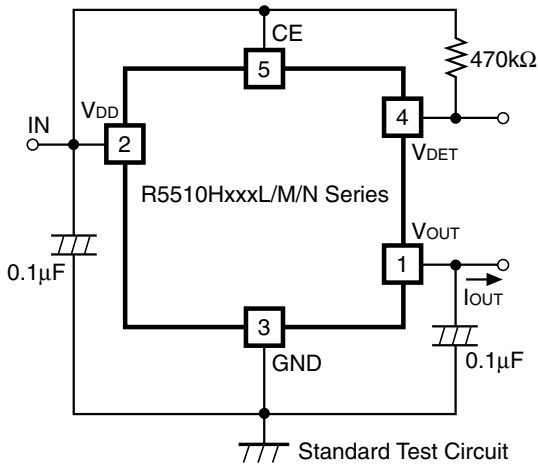 CE
5
470kΩ
IN
VDD
2
4
VDET
R5510HxxxL/M/N Series
VOUT
1
IOUT
0.1μF
3
GND
0.1μF
Standard Test Circuit